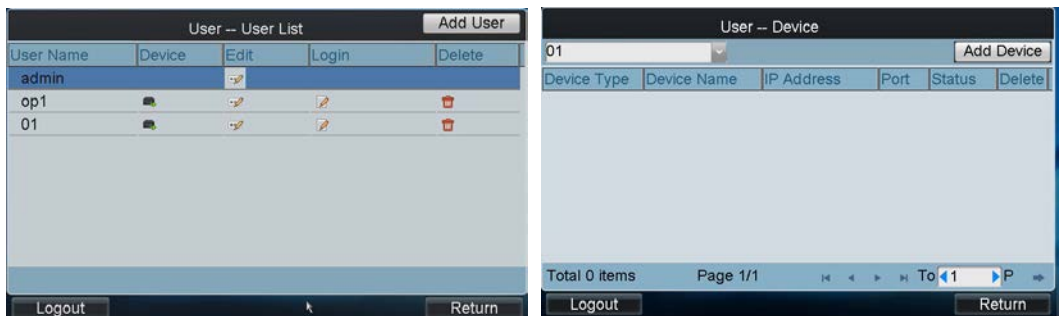 User -- User List
Add User
User Name Device Edit Login Delete
admin
op1
01
Logout Return
User -- Device
01 Add Device
Device Type Device Name IP Address Port Status Delete
Total 0 items Page 1/1 To 1 P
Logout Return